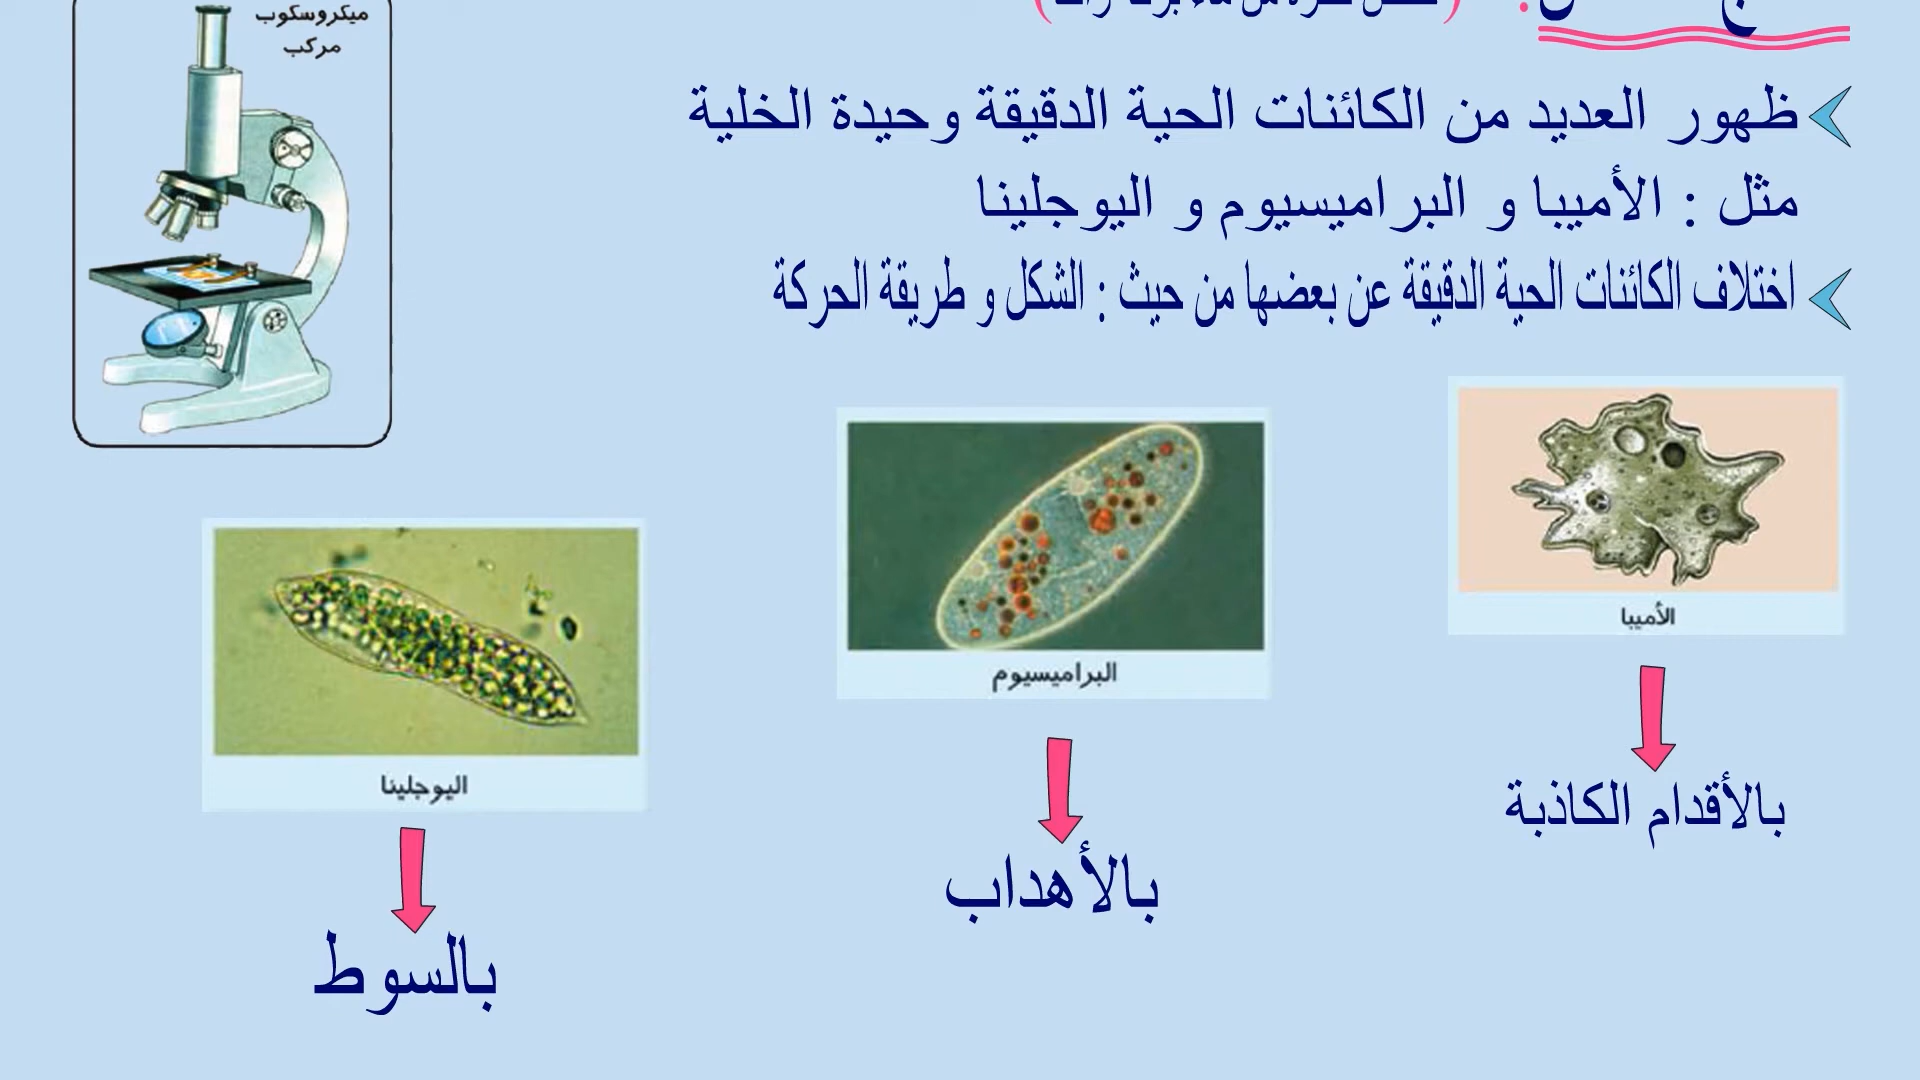 ميكروسكوب
مركب
ظهور العديد من الكائنات الحية الدقيقة وحيدة الخلية
مثل : الأميبا و البراميسيوم و اليوجلينا
اختلاف الكائنات الحية الدقيقة عن بعضها من حيث : الشكل و طريقة الحركة
الأميبا
البراميسيوم
اليوجلينا
بالأقدام الكاذبة
بالأهداب
بالسوط